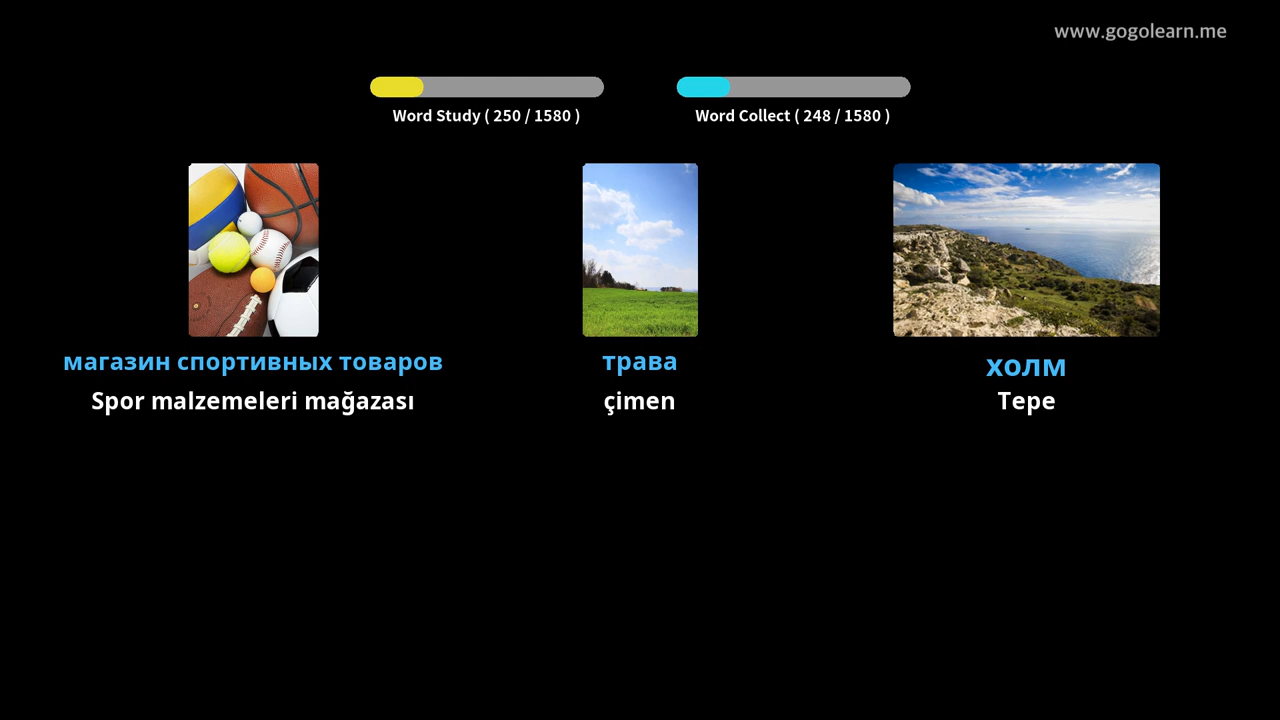 www.gogolearn.me
Word Study ( 250 / 1580 )
Word Collect ( 248 / 1580 )
магазин спортивных товаров
Spor malzemeleri mağazası
трава
çimen
холм
Tepe